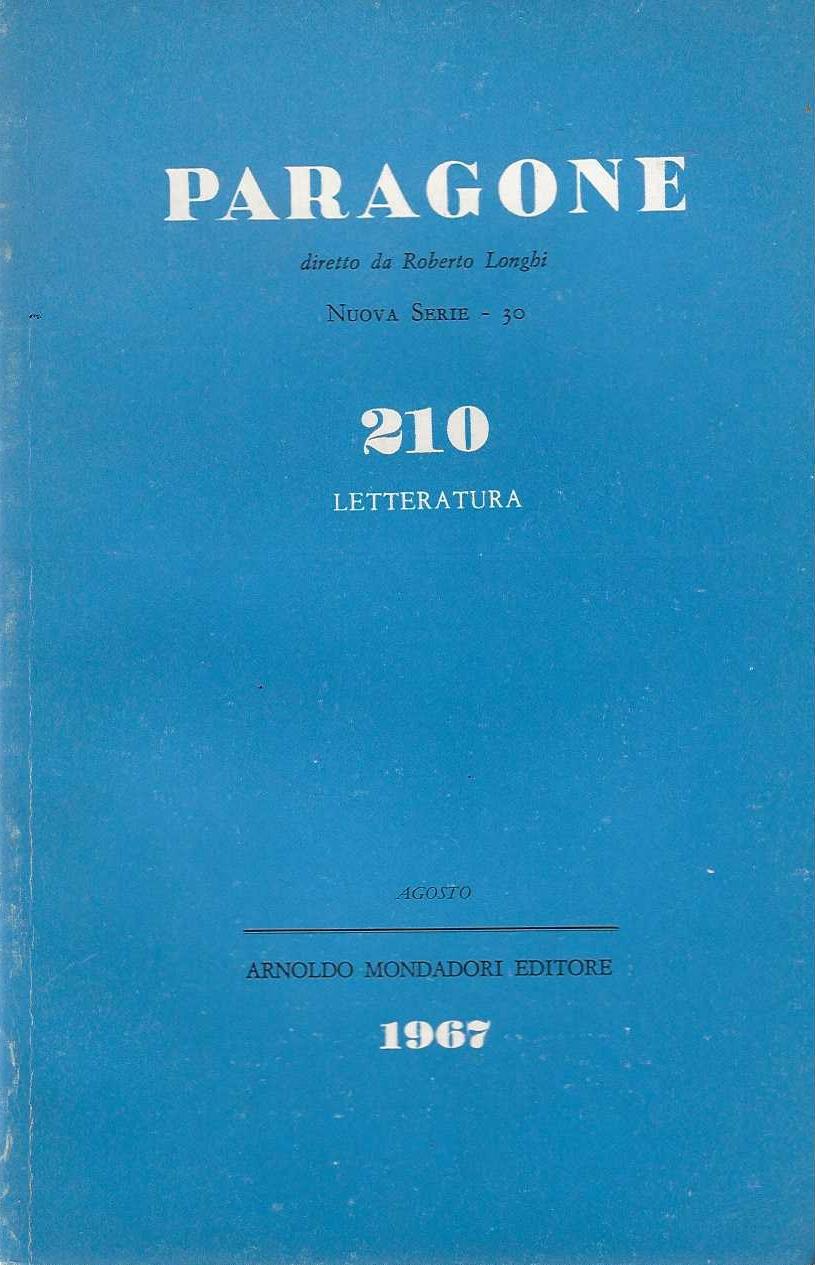 PARAGONE
diretto da Roberto Longhi
NUOVA SERIE - 30
210
LETTERATURA
AGOSTO
ARNOLDO MONDADORI EDITORE
1967